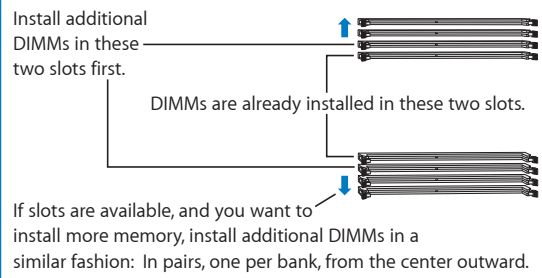 Install additional
DIMMs in these
two slots first.
DIMMs are already installed in these two slots.
If slots are available, and you want to
install more memory, install additional DIMMs in a
similar fashion: In pairs, one per bank, from the center outward.